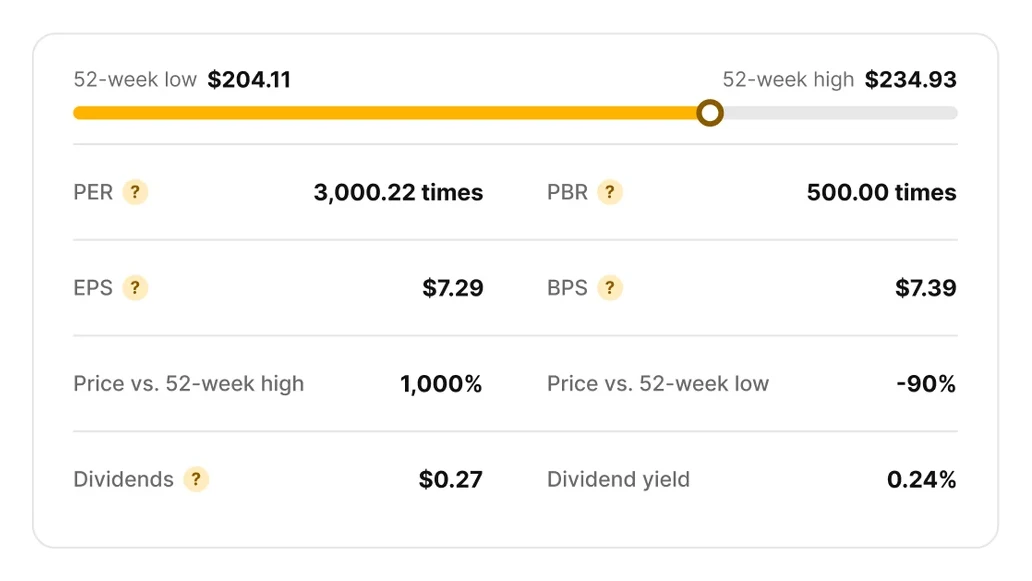 52-week low $204.11 52-week high $234.93
PER ? 3,000.22 times PBR ? 500.00 times
EPS ? $7.29 BPS ? $7.39
Price vs. 52-week high 1,000% Price vs. 52-week low -90%
Dividends ? $0.27 Dividend yield 0.24%